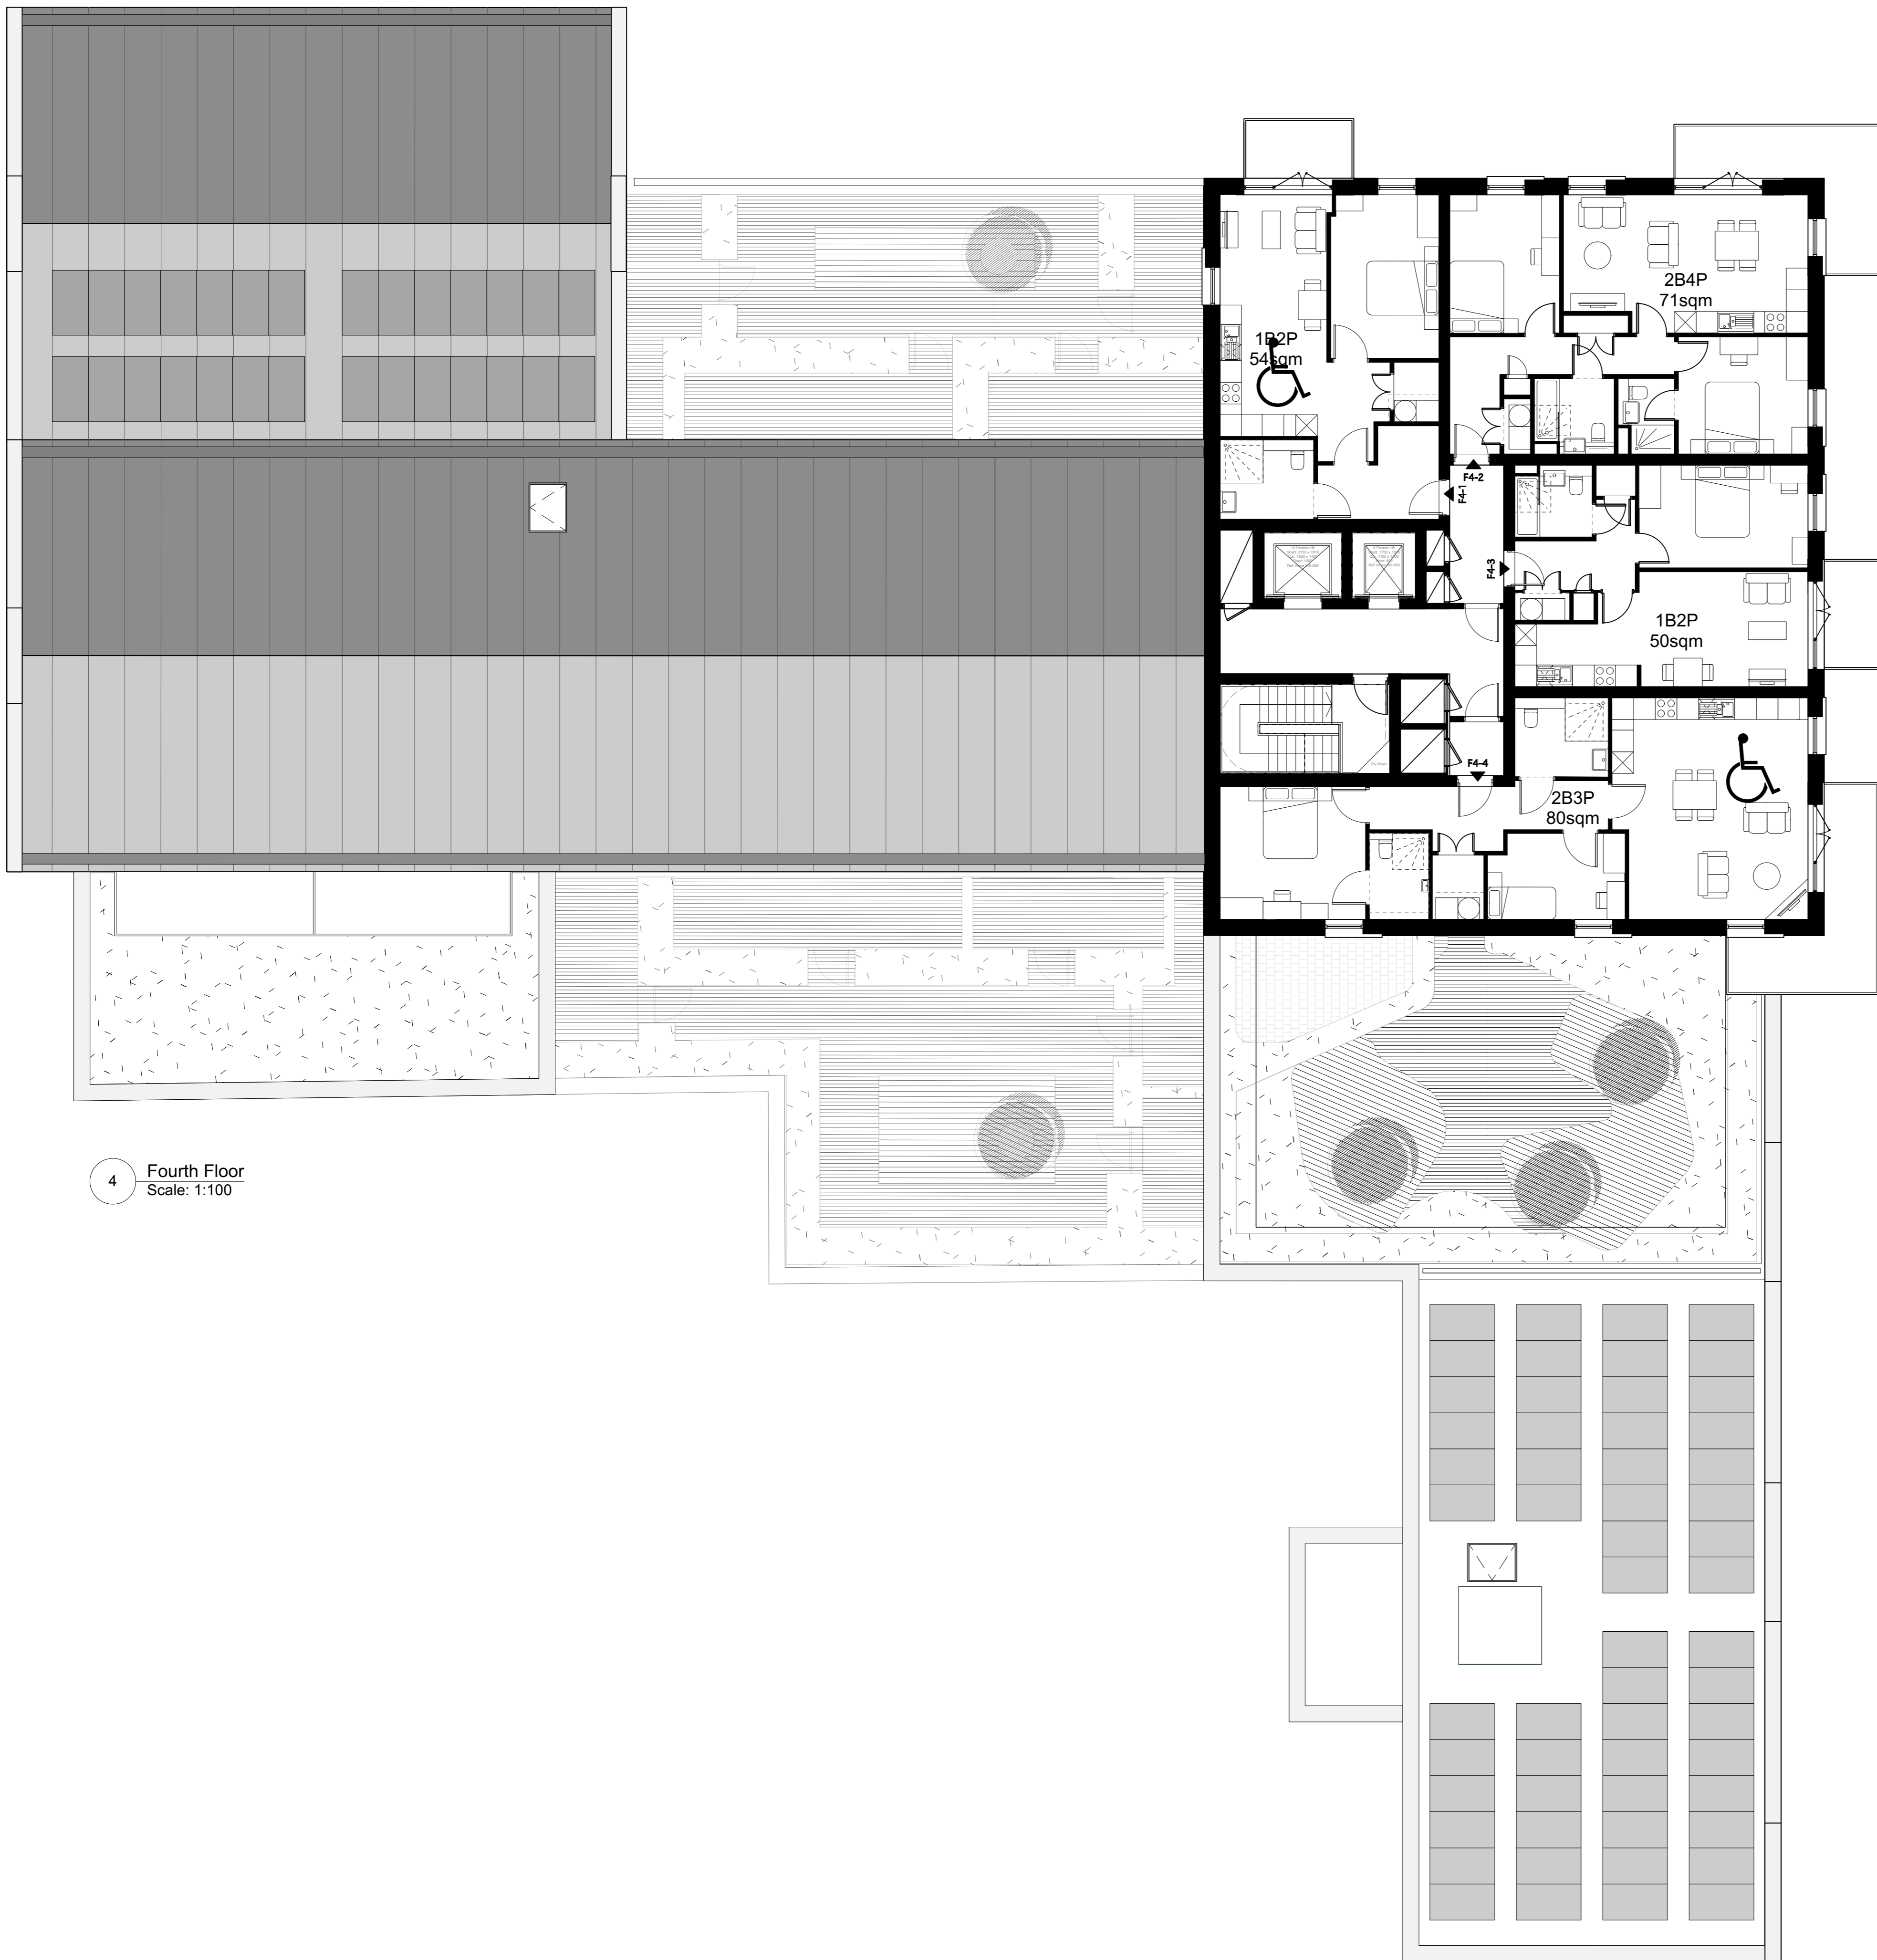 2B4P
71sqm
1B2P
54sqm
F4-2
F4-1
F4-3
1B2P
50sqm
F4-4
2B3P
80sqm
4
Fourth Floor
Scale: 1:100